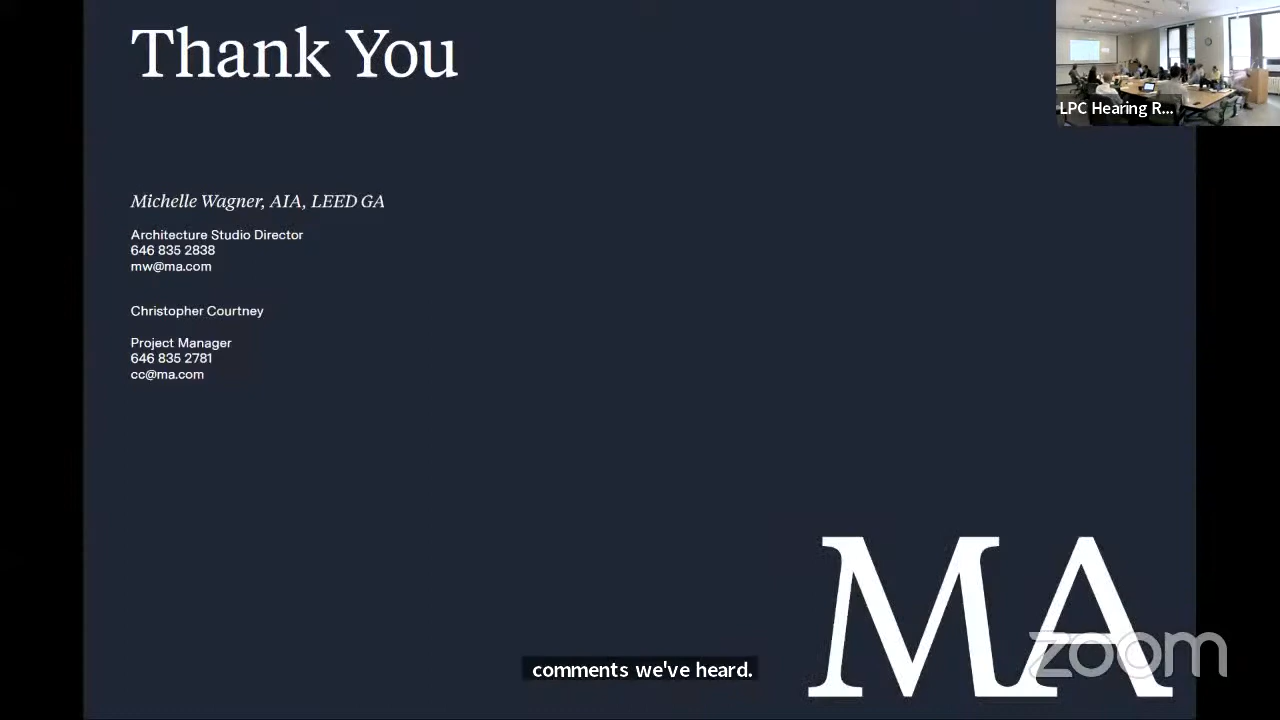 Thank You
LPC Hearing R...
Michelle Wagner, AIA, LEED GA
Architecture Studio Director
646 835 2838
mw@ma.com
Christopher Courtney
Project Manager
646 835 2781
cc@ma.com
MA
zoom
comments we've heard.